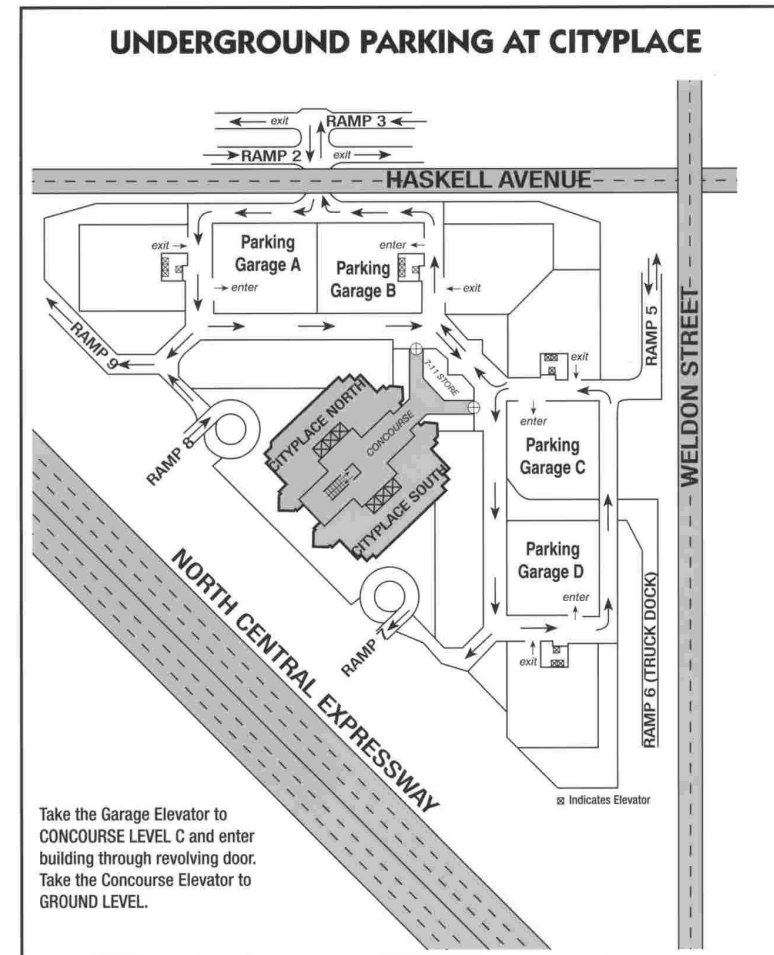 UNDERGROUND PARKING AT CITYPLACE
exit
RAMP 3
RAMP 2
exit
HASKELL AVENUE
exit
Parking
Garage A
enter
Parking
Garage B
enter
exit
RAMP 9
RAMP 8
7-11 STORE
CITYPLACE NORTH
CONCOURSE
CITYPLACE SOUTH
exit
RAMP 5
WELDON STREET
enter
Parking
Garage C
Parking
Garage D
enter
exit
RAMP 6 (TRUCK DOCK)
RAMP 7
NORTH CENTRAL EXPRESSWAY
Indicates Elevator
Take the Garage Elevator to
CONCOURSE LEVEL C and enter
building through revolving door.
Take the Concourse Elevator to
GROUND LEVEL.